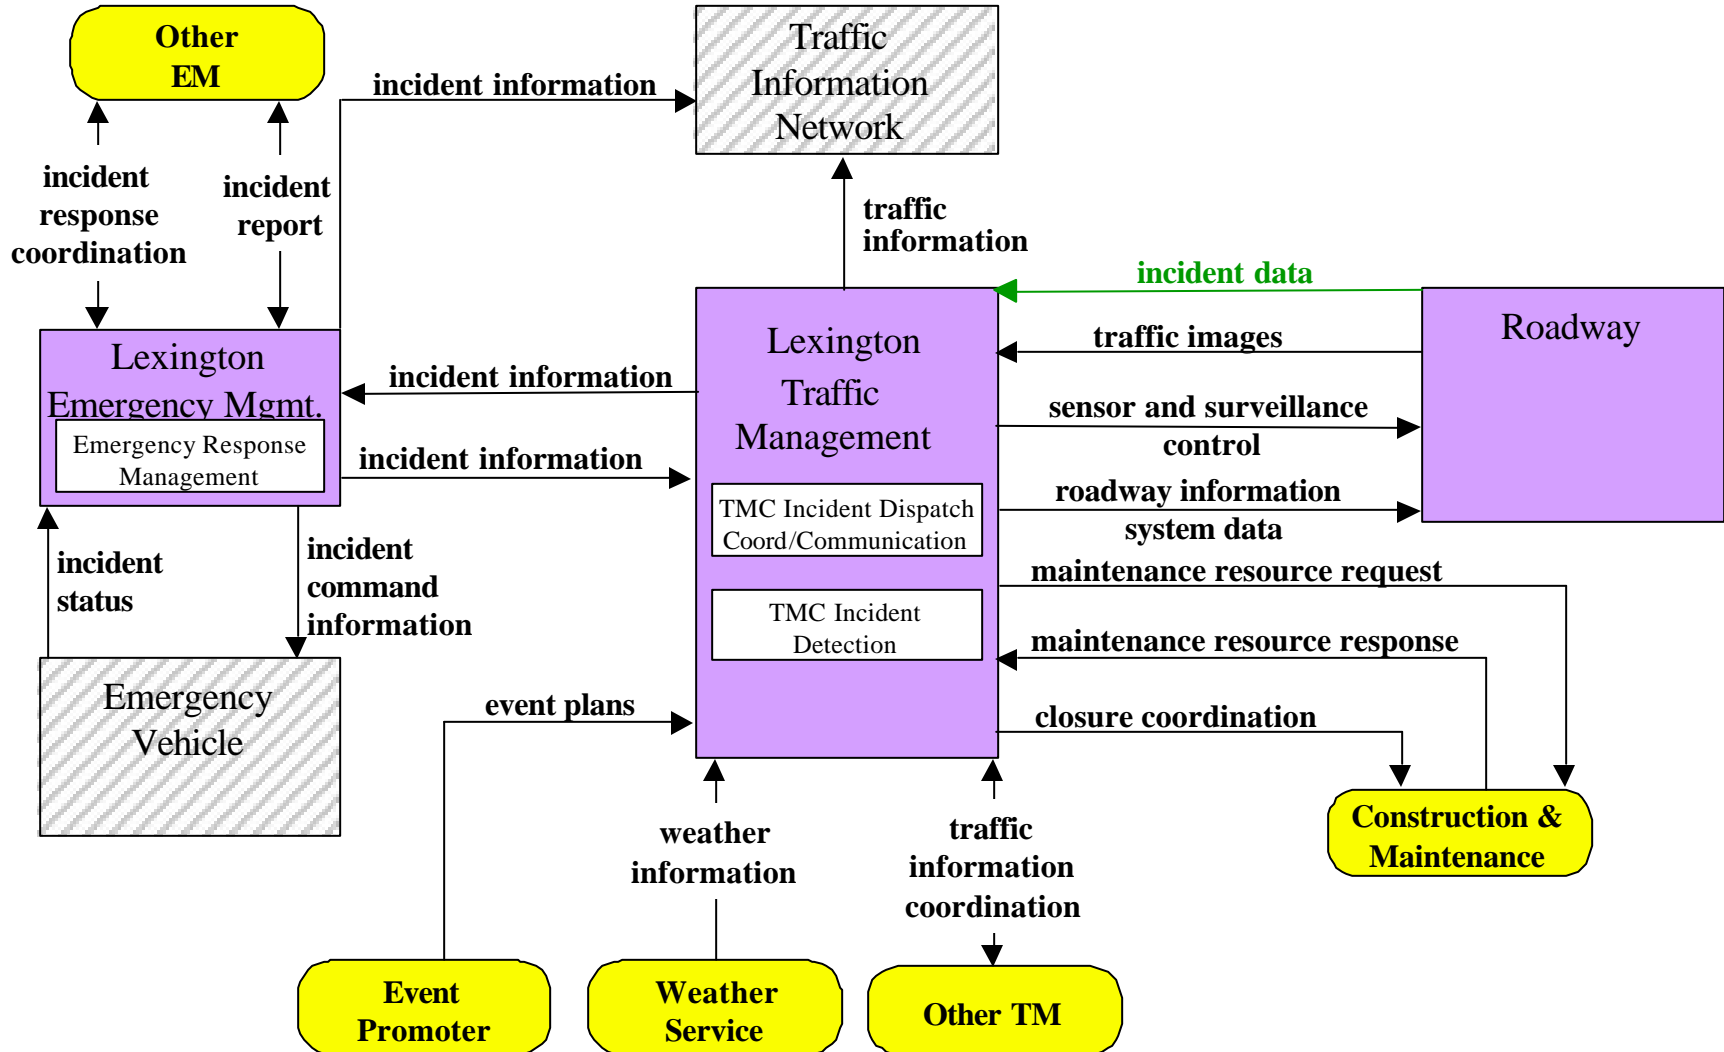 Other
EM
Traffic
Information
Network
incident information
incident
response
coordination
incident
report
traffic
information
incident data
Lexington
Emergency Mgmt.
Emergency Response
Management
incident information
incident information
Lexington
Traffic
Management
TMC Incident Dispatch
Coord/Communication
TMC Incident
Detection
traffic images
sensor and surveillance
control
roadway information
system data
Roadway
maintenance resource request
maintenance resource response
closure coordination
incident
status
incident
command
information
Emergency
Vehicle
event plans
weather
information
traffic
information
coordination
Construction &
Maintenance
Event
Promoter
Weather
Service
Other TM